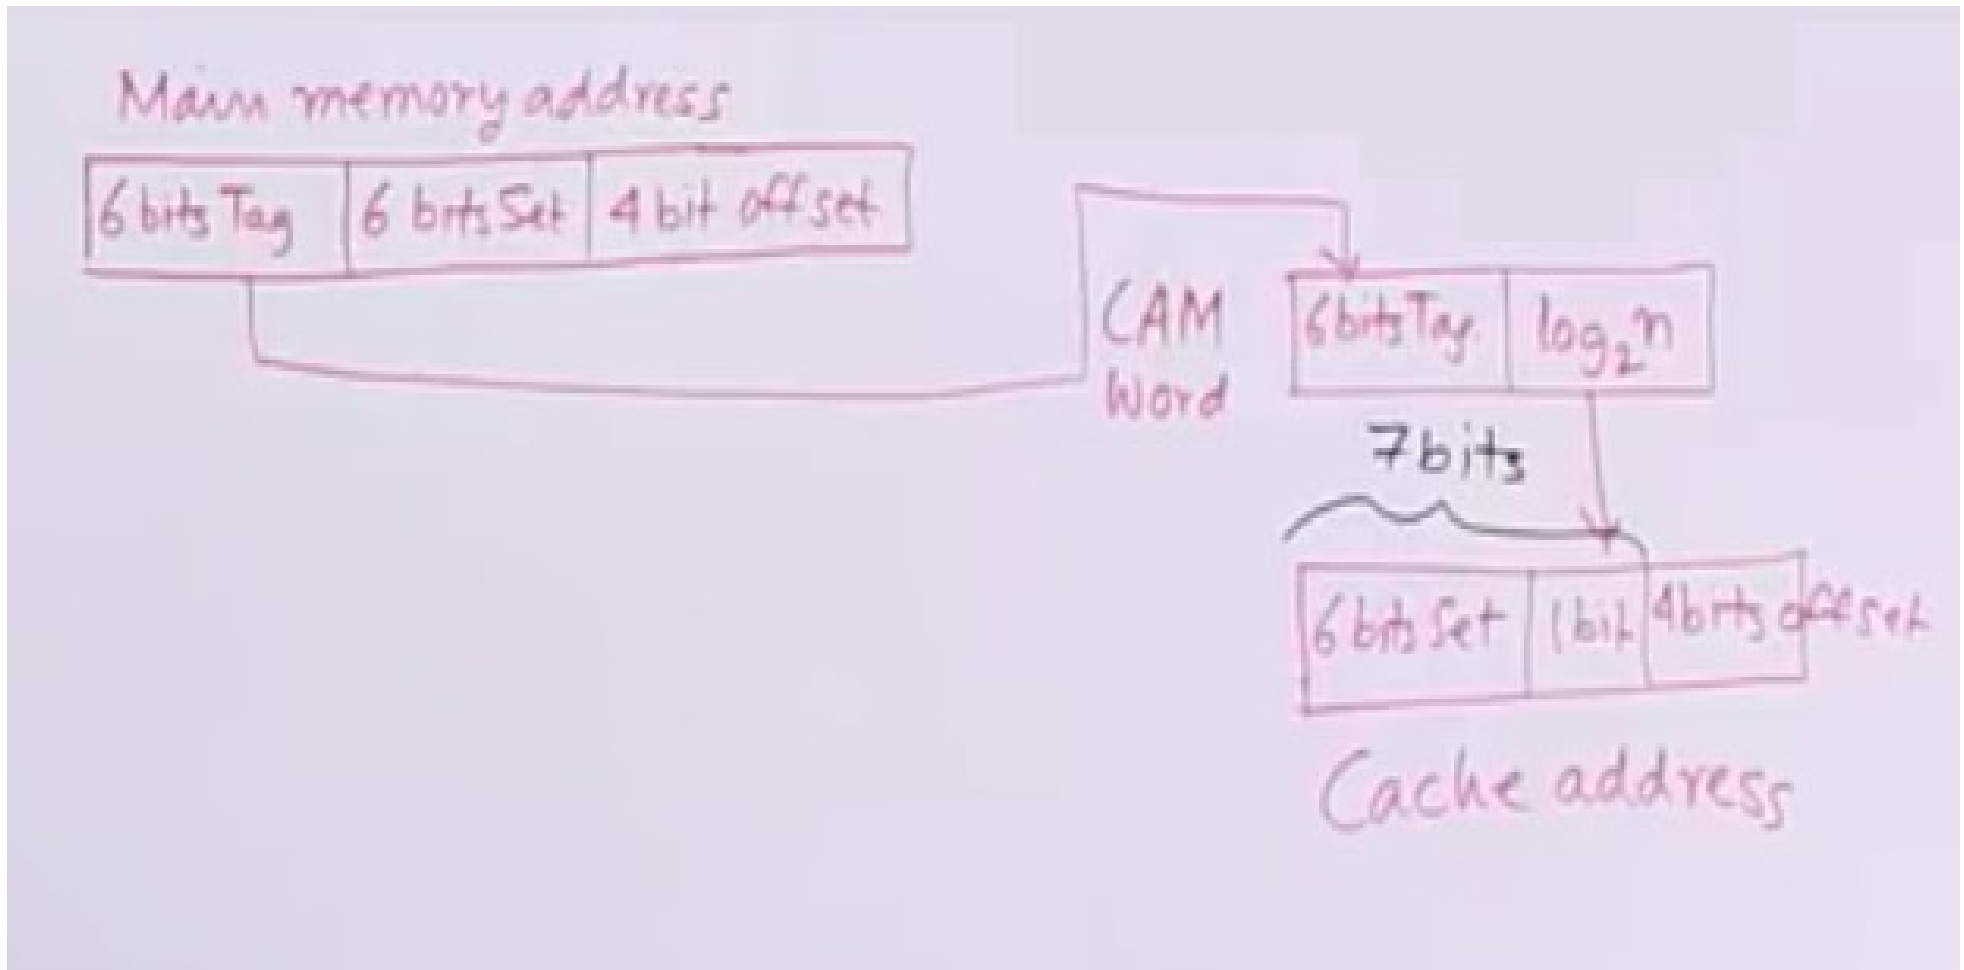 Main memory address
6 bits Tag 6 bits Set 4 bit offset
CAM
Word
6 bits Tag log₂n
7 bits
6 bits Set 1 bit 4 bits offset
Cache address